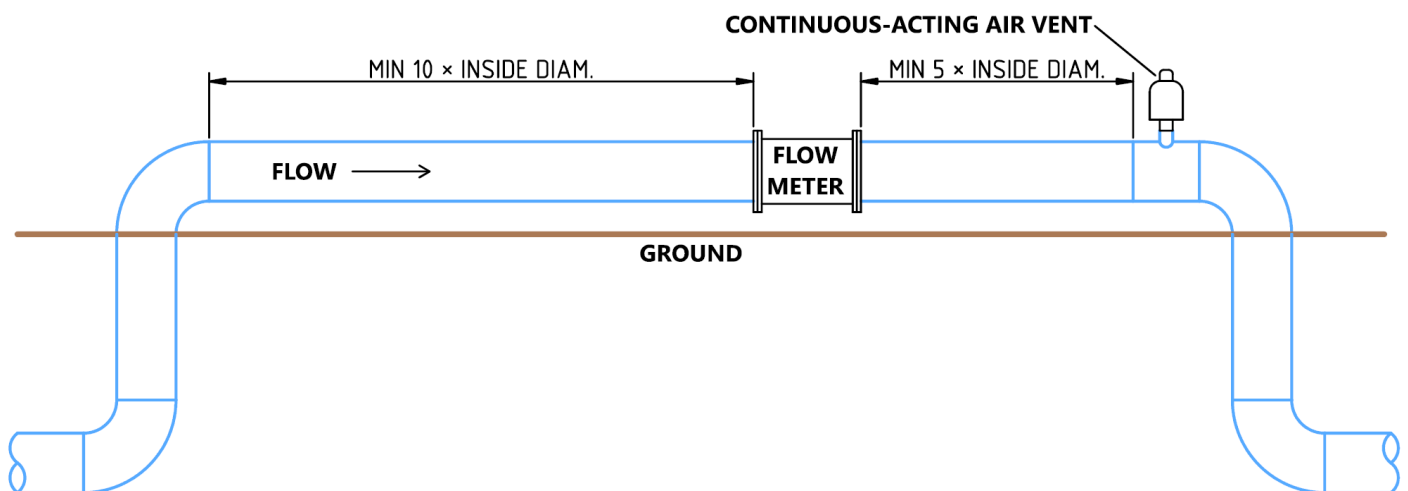 CONTINUOUS-ACTING AIR VENT
MIN 10 × INSIDE DIAM.
MIN 5 × INSIDE DIAM.
FLOW
FLOW
METER
GROUND